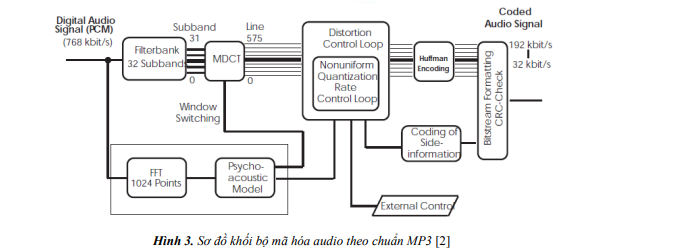 Digital Audio
Signal (PCM)
(768 kbit/s)
Filterbank
32 Subbands
Subband
31
0
MDCT
Line
575
0
Window
Switching
Distortion
Control Loop
Nonuniform
Quantization
Rate
Control Loop
Huffman
Encoding
Coded
Audio Signal
192 kbit/s
32 kbit/s
Bitstream Formatting
CRC-Check
FFT
1024 Points
Psycho-
acoustic
Model
Coding of
Side-
information
External Control
Hình 3. Sơ đồ khối bộ mã hóa audio theo chuẩn MP3 [2]